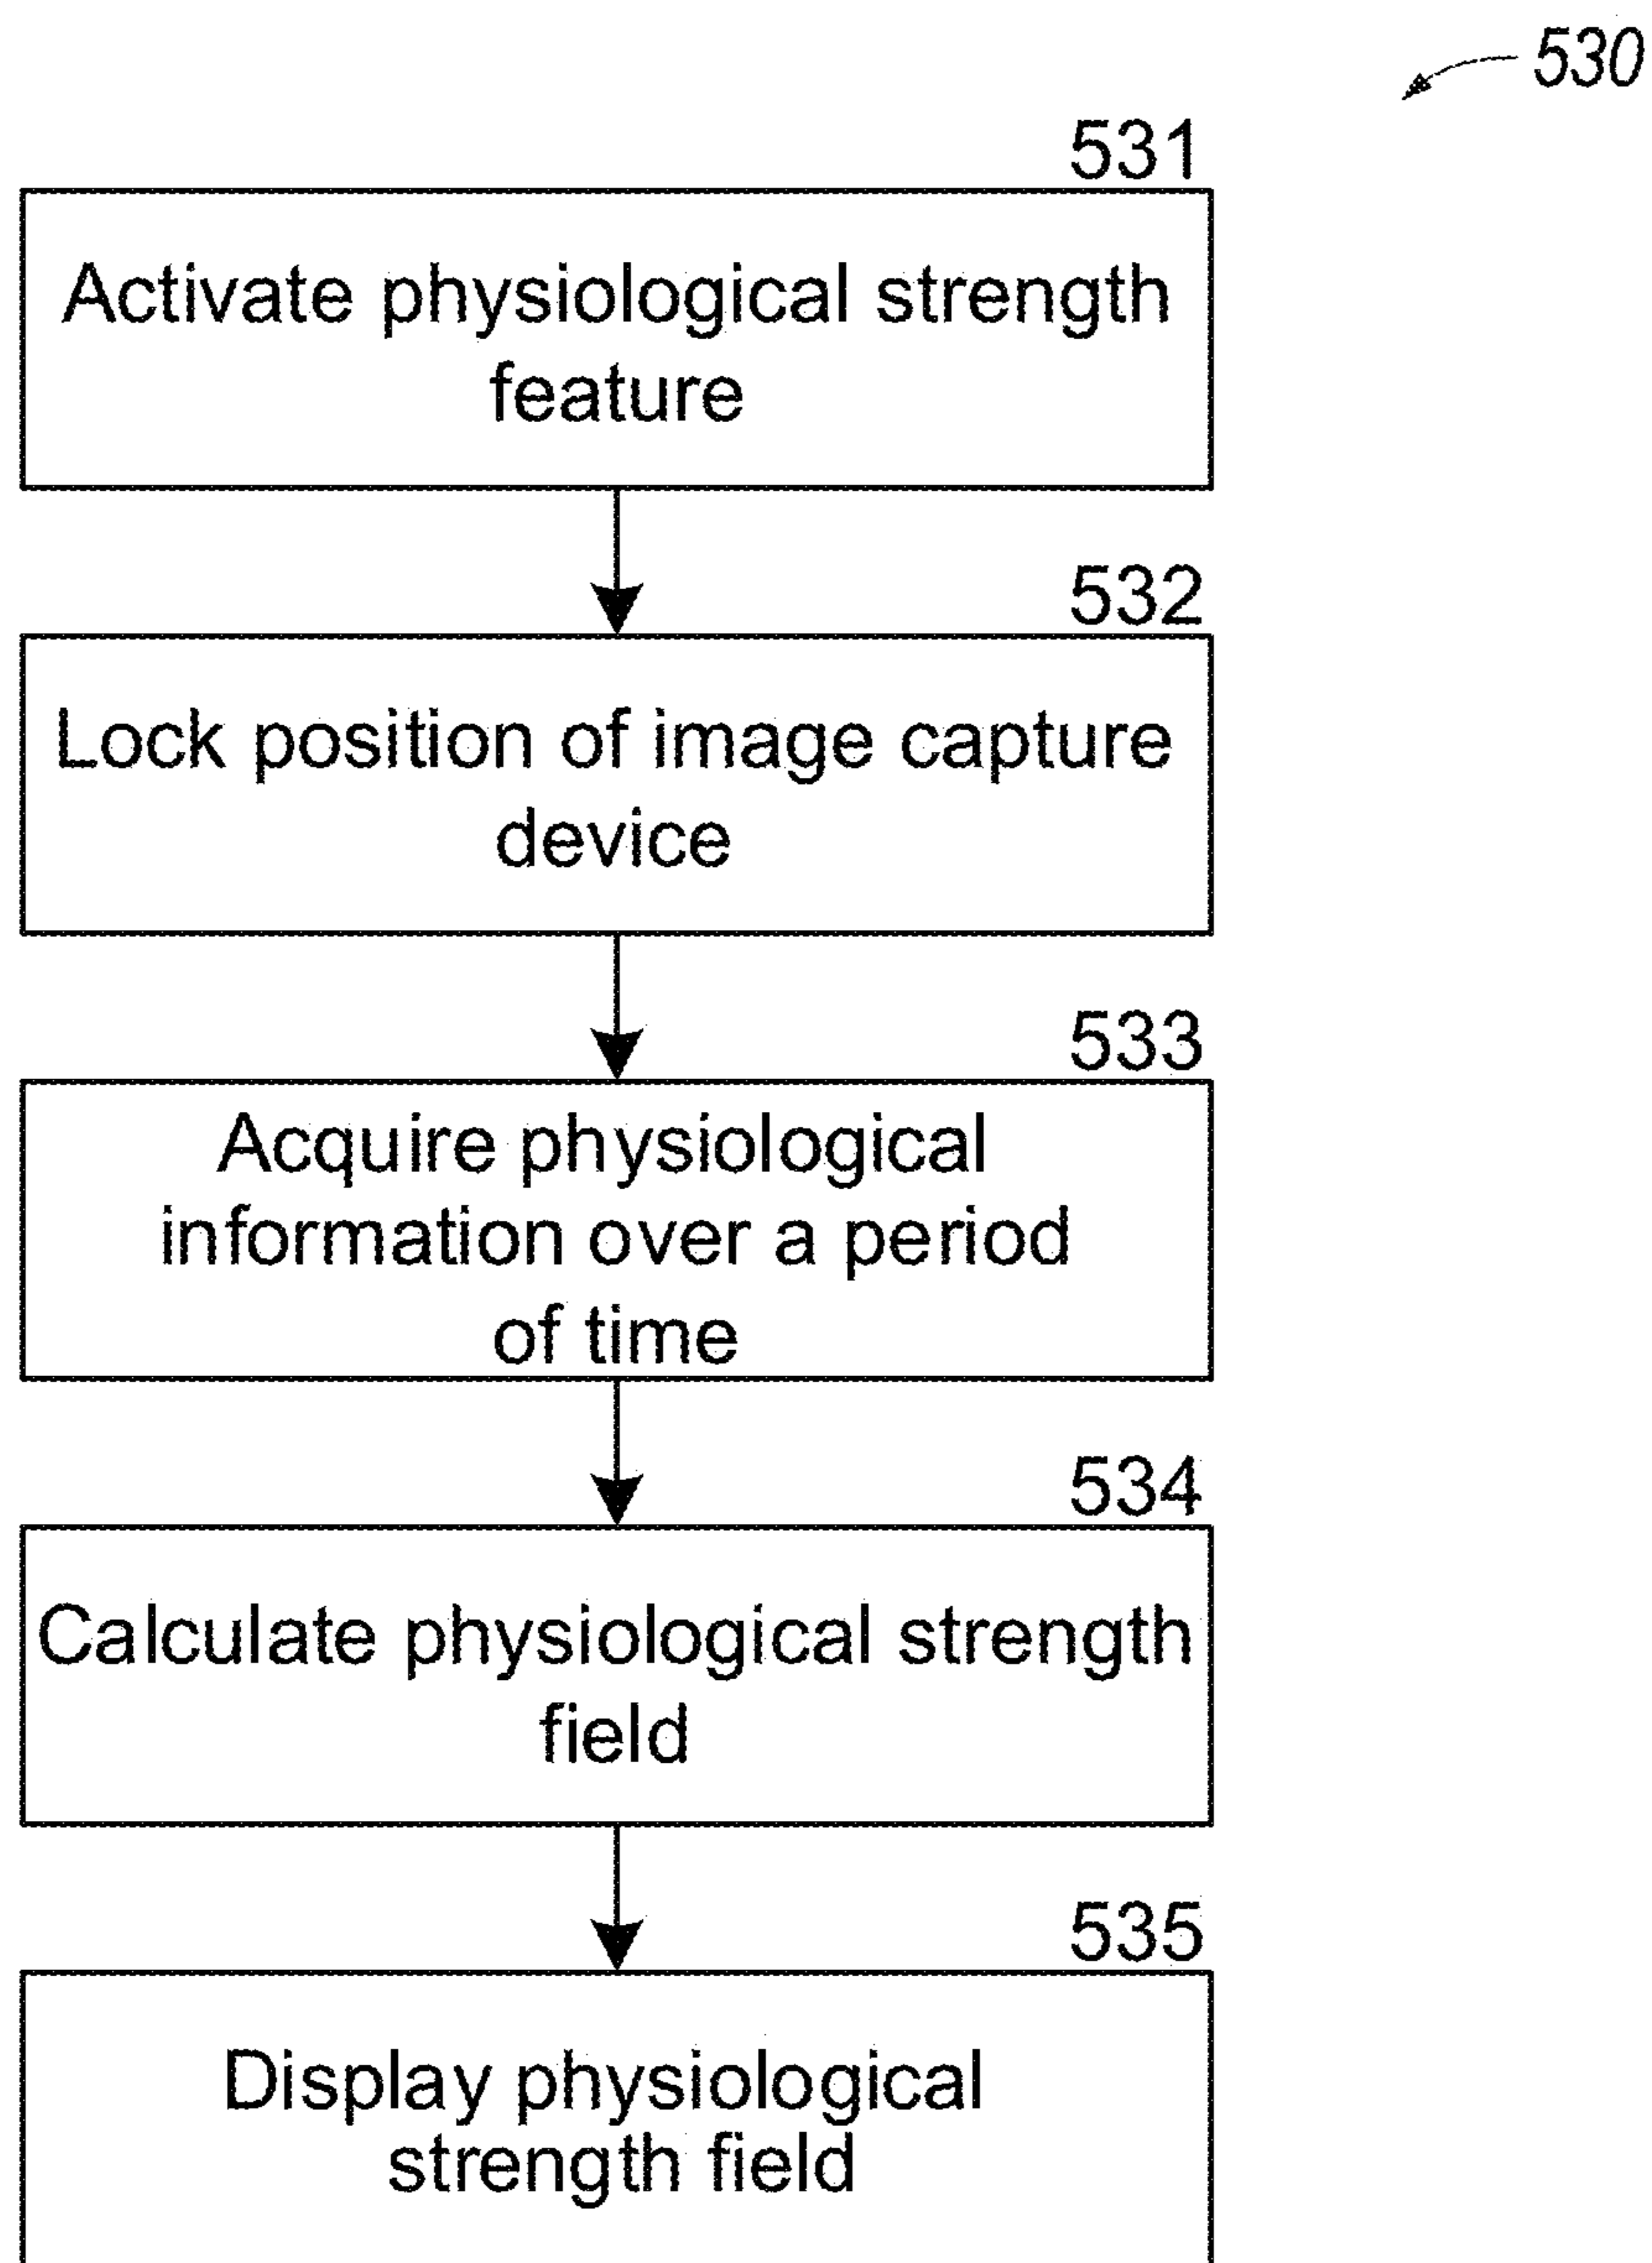 530
531
Activate physiological strength
feature
532
Lock position of image capture
device
533
Acquire physiological
information over a period
of time
534
Calculate physiological strength
field
535
Display physiological
strength field